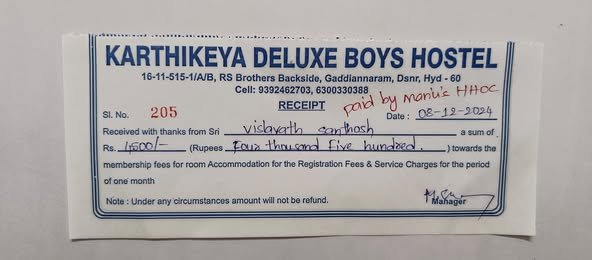 KARTHIKEYA DELUXE BOYS HOSTEL
16-11-515-1/A/B, RS Brothers Backside, Gaddiannaram, Dsnr, Hyd - 60
Cell: 9392462703, 6300330388
RECEIPT
paid by mariu's HHOC
Sl. No. 205 Date : 08-12-2024
Received with thanks from Sri vislavath santhosh a sum of
Rs. 4500/- (Rupees Four thousand five hundred. ) towards the
membership fees for room Accommodation for the Registration Fees & Service Charges for the period
of one month
Note : Under any circumstances amount will not be refund.
Manager